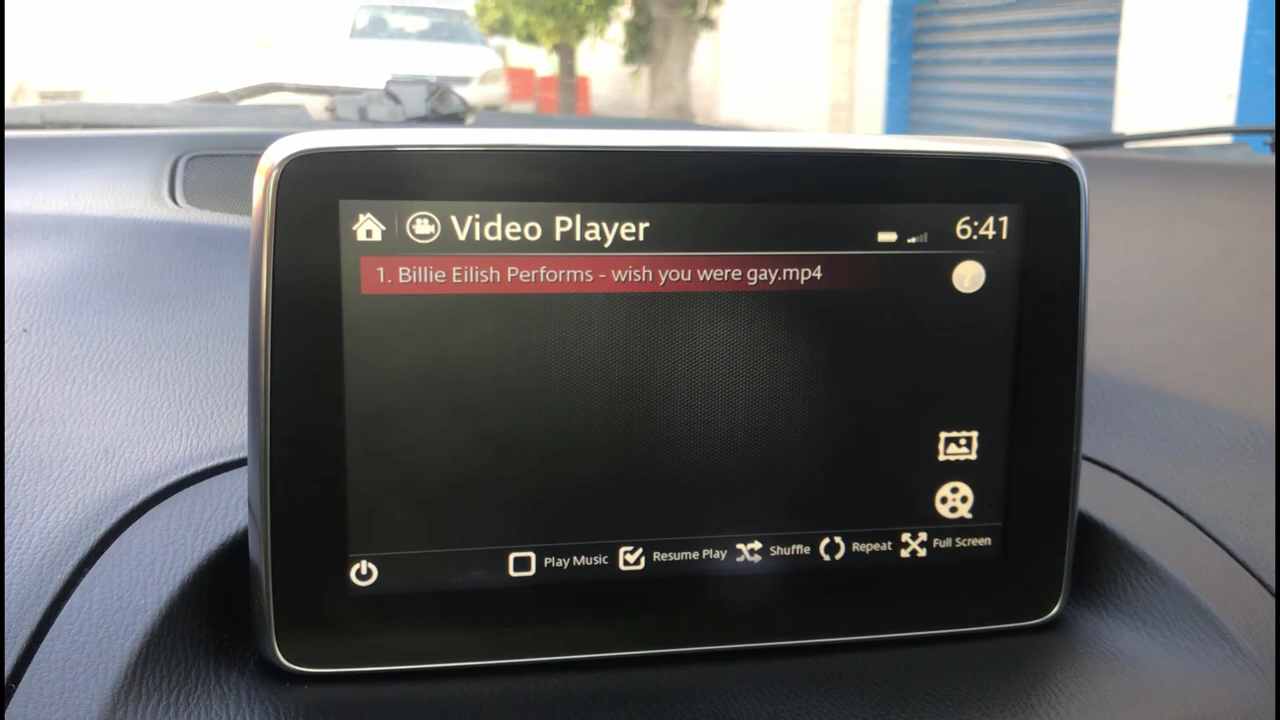 Video Player
6:41
1. Billie Eilish Performs - wish you were gay.mp4
Play Music
Resume Play
Shuffle
Repeat
Full Screen